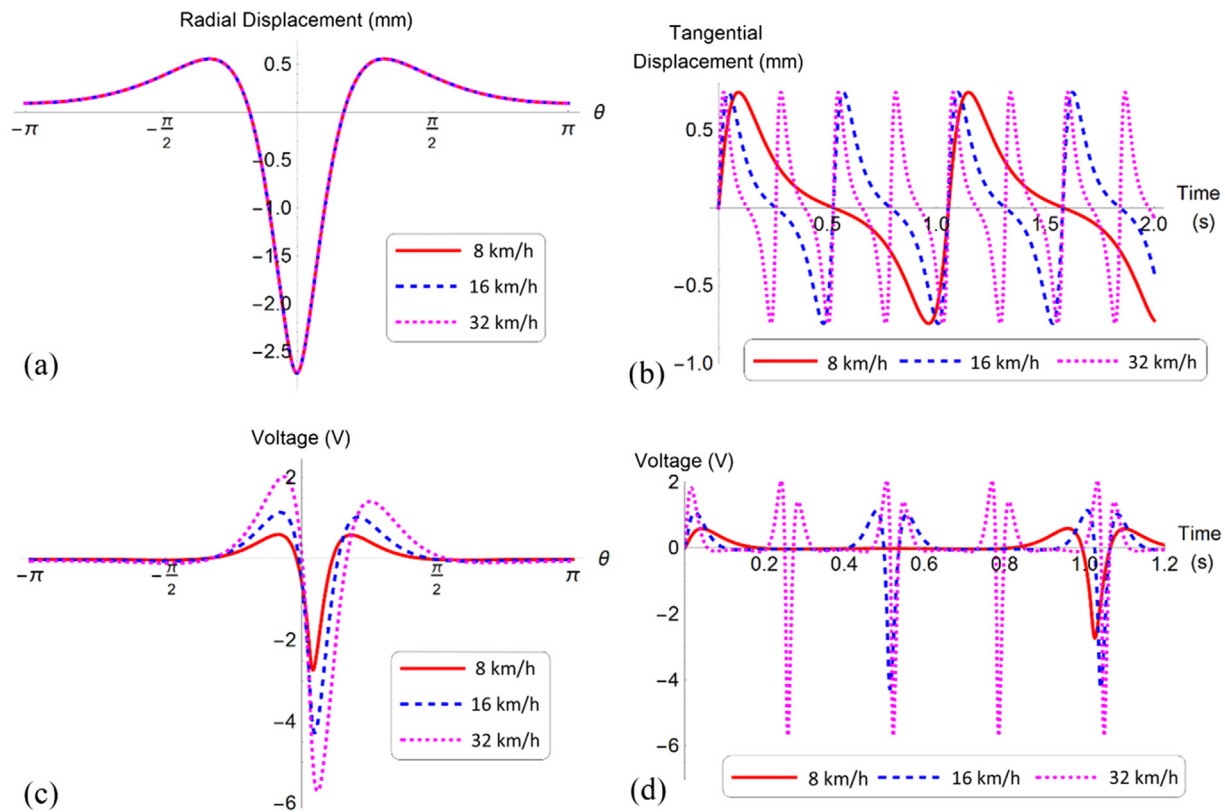 Radial Displacement (mm)
0.5
−π
−π/2
π/2
π
θ
−0.5
−1.0
−1.5
−2.0
−2.5
8 km/h
16 km/h
32 km/h
(a)
Tangential
Displacement (mm)
0.5
Time
(s)
0.5
1.0
1.5
2.0
−0.5
−1.0
8 km/h 16 km/h 32 km/h
(b)
Voltage (V)
2
−π
−π/2
π/2
π
θ
−2
−4
−6
8 km/h
16 km/h
32 km/h
(c)
Voltage (V)
2
Time
(s)
0
0.2
0.4
0.6
0.8
1.0
1.2
−2
−4
−6
8 km/h 16 km/h 32 km/h
(d)